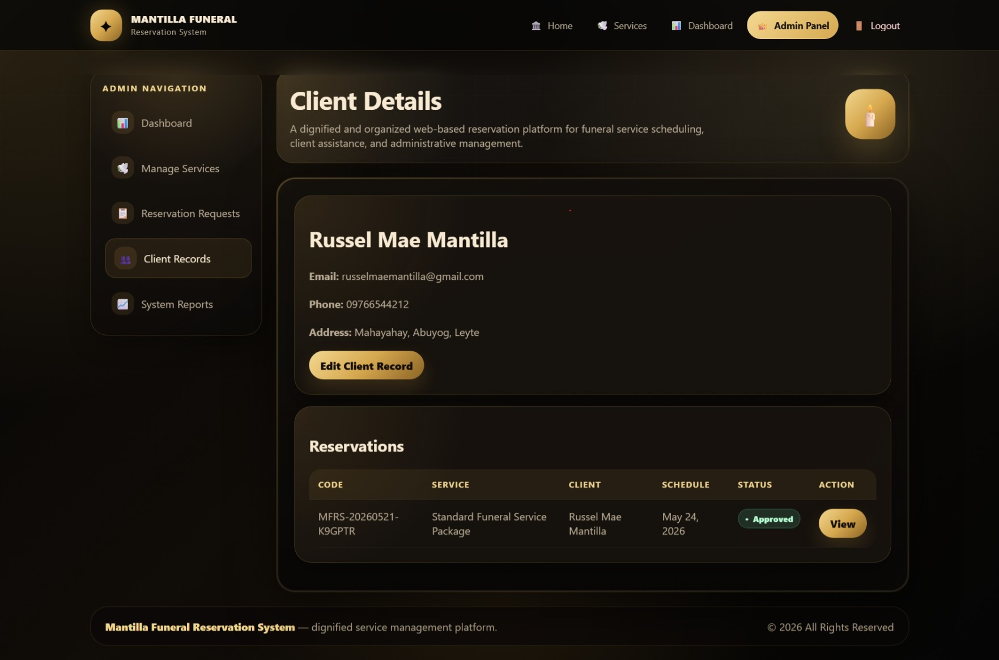 MANTILLA FUNERAL
Reservation System
Home
Services
Dashboard
Admin Panel
Logout
ADMIN NAVIGATION
Dashboard
Manage Services
Reservation Requests
Client Records
System Reports
Client Details
A dignified and organized web-based reservation platform for funeral service scheduling,
client assistance, and administrative management.
Russel Mae Mantilla
Email: russelmaemantilla@gmail.com
Phone: 09766544212
Address: Mahayahay, Abuyog, Leyte
Edit Client Record
Reservations
CODE SERVICE CLIENT SCHEDULE STATUS ACTION
MFRS-20260521-
K9GPTR
Standard Funeral Service
Package
Russel Mae
Mantilla
May 24,
2026
• Approved
View
Mantilla Funeral Reservation System — dignified service management platform.
© 2026 All Rights Reserved